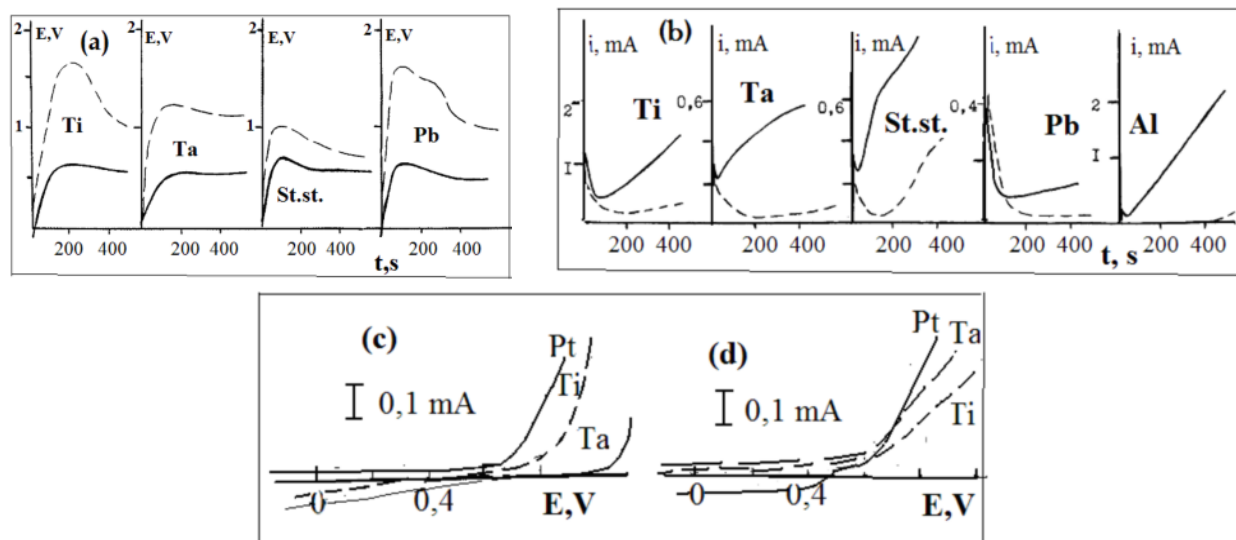 (a)
2
E,V
1
Ti
200 400
2
E,V
Ta
200 400
2
E,V
1
St.st.
200 400
2
E,V
Pb
200 400
t,s
(b)
i, mA
2
I
Ti
200 400
i, mA
0,6
Ta
200 400
i, mA
0,6
St.st.
200 400
i, mA
0,4
Pb
200 400
i, mA
2
I
Al
200 400
t, s
(c)
0,1 mA
Pt
Ti
Ta
0
0,4
E,V
(d)
0,1 mA
Pt
Ta
Ti
0
0,4
E,V